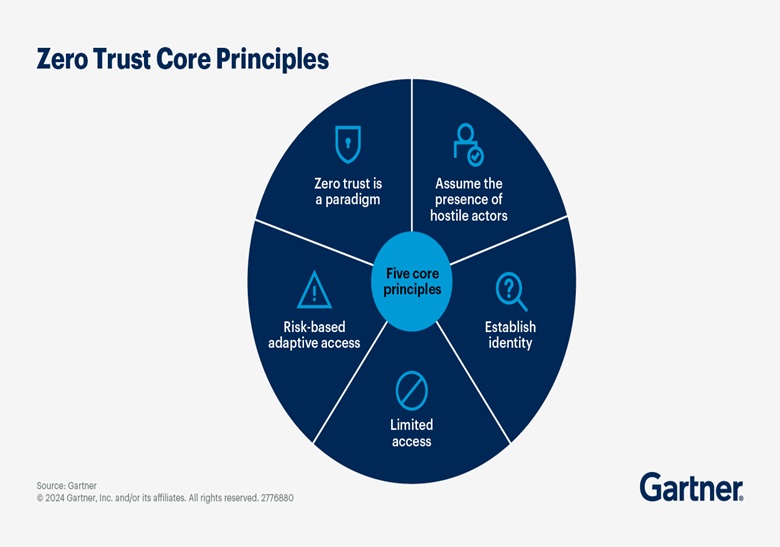 Zero Trust Core Principles
Zero trust is
a paradigm
Assume the
presence of
hostile actors
Five core
principles
Risk-based
adaptive access
Establish
identity
Limited
access
Source: Gartner
© 2024 Gartner, Inc. and/or its affiliates. All rights reserved. 2776880
Gartner®